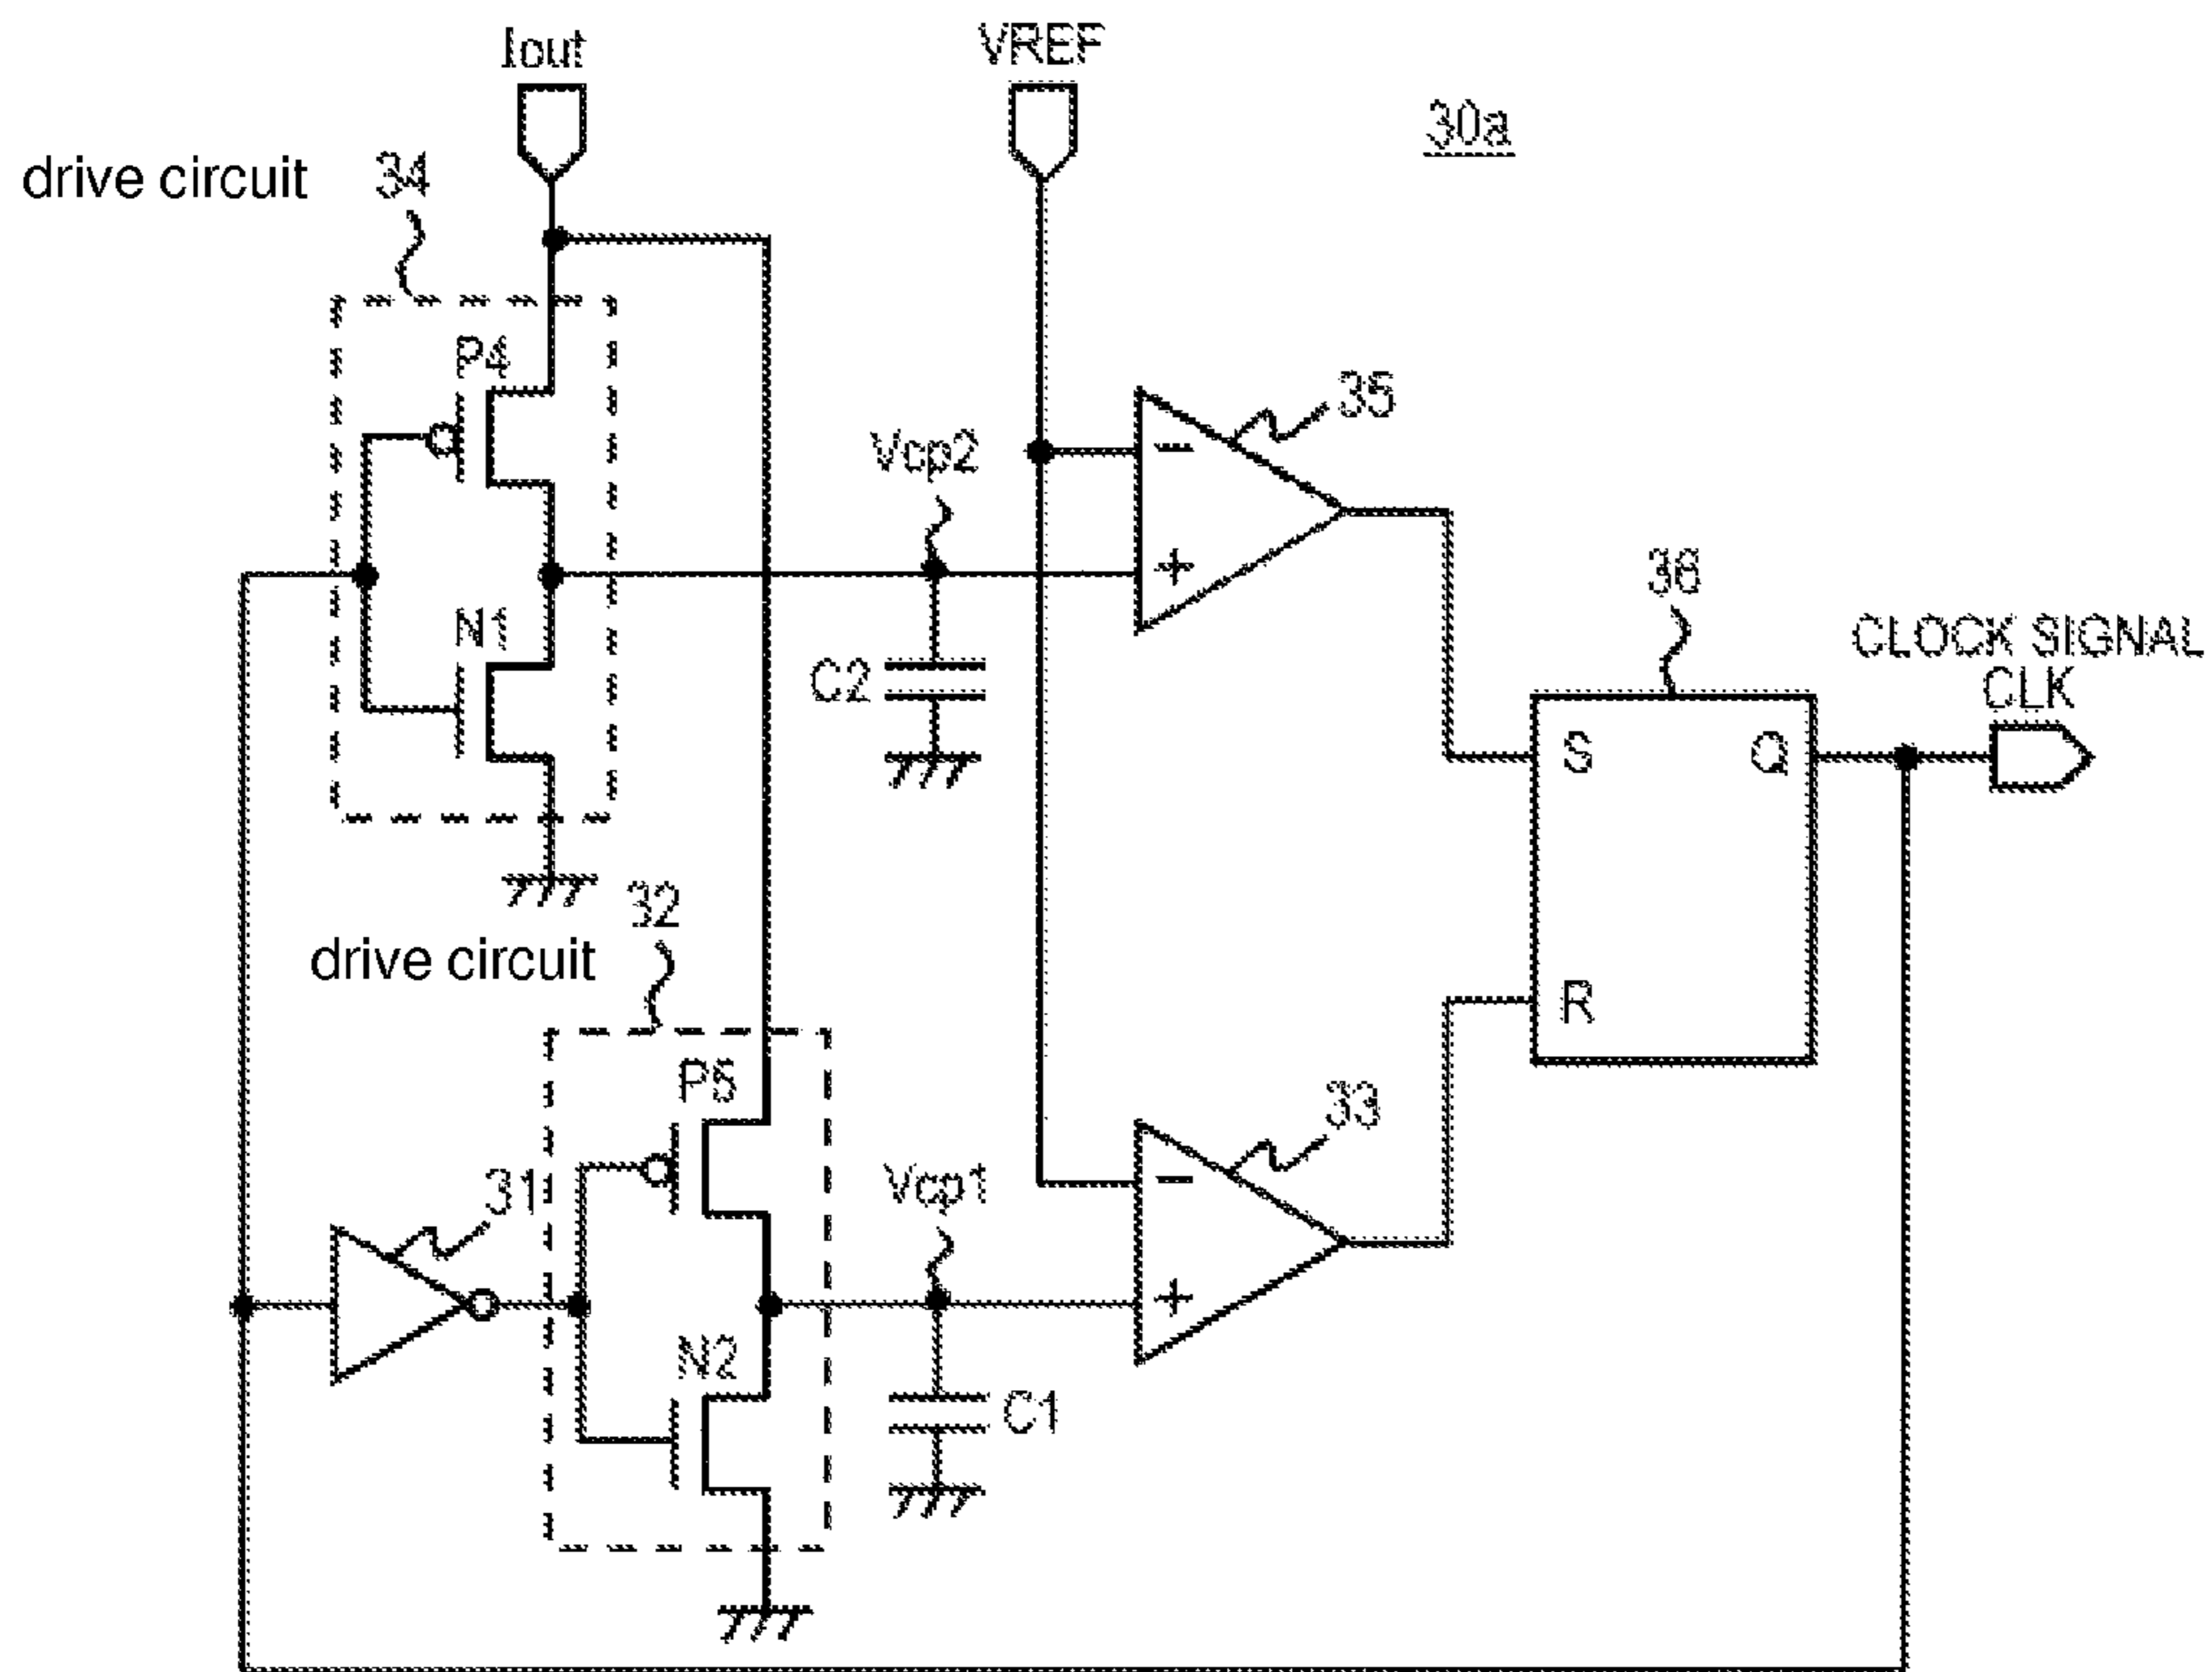 Iout
VREF
30a
drive circuit
34
P4
35
Vcp2
−
+
36
N1
C2
CLOCK SIGNAL
CLK
S
Q
32
drive circuit
R
P5
33
31
Vcp1
−
+
N2
C1